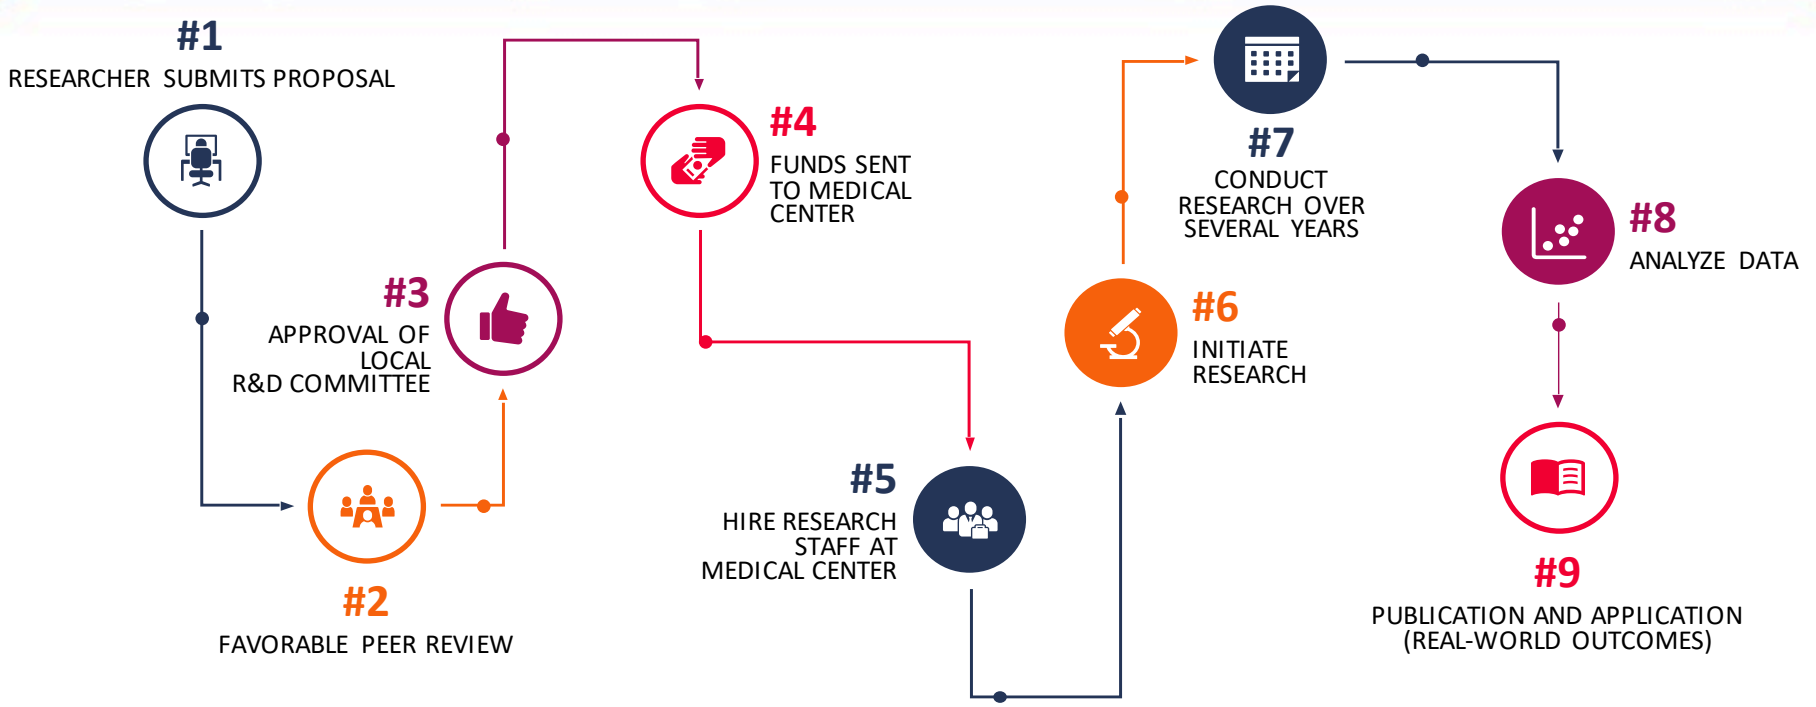 #1
RESEARCHER SUBMITS PROPOSAL
#2
FAVORABLE PEER REVIEW
#3
APPROVAL OF
LOCAL
R&D COMMITTEE
#4
FUNDS SENT
TO MEDICAL
CENTER
#5
HIRE RESEARCH
STAFF AT
MEDICAL CENTER
#6
INITIATE
RESEARCH
#7
CONDUCT
RESEARCH OVER
SEVERAL YEARS
#8
ANALYZE DATA
#9
PUBLICATION AND APPLICATION
(REAL-WORLD OUTCOMES)